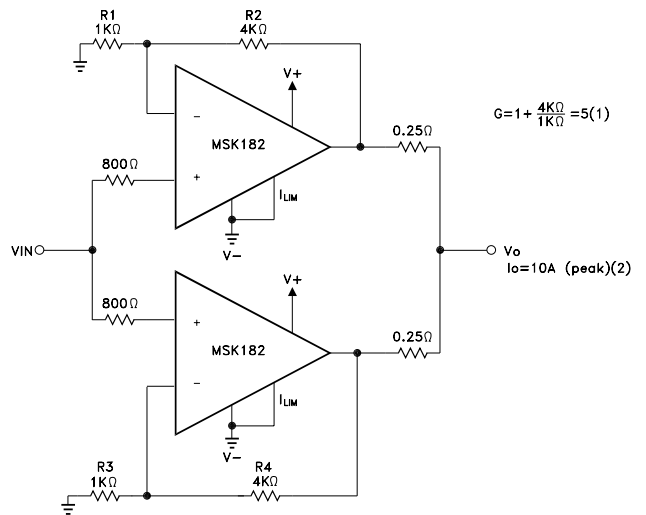 R1
1KΩ
R2
4KΩ
V+
G=1+ 4KΩ/1KΩ =5(1)
−
MSK182
0.25Ω
800Ω
+
ILIM
V−
VIN
Vo
Io=10A (peak)(2)
V+
800Ω
+
MSK182
0.25Ω
−
ILIM
V−
R3
1KΩ
R4
4KΩ